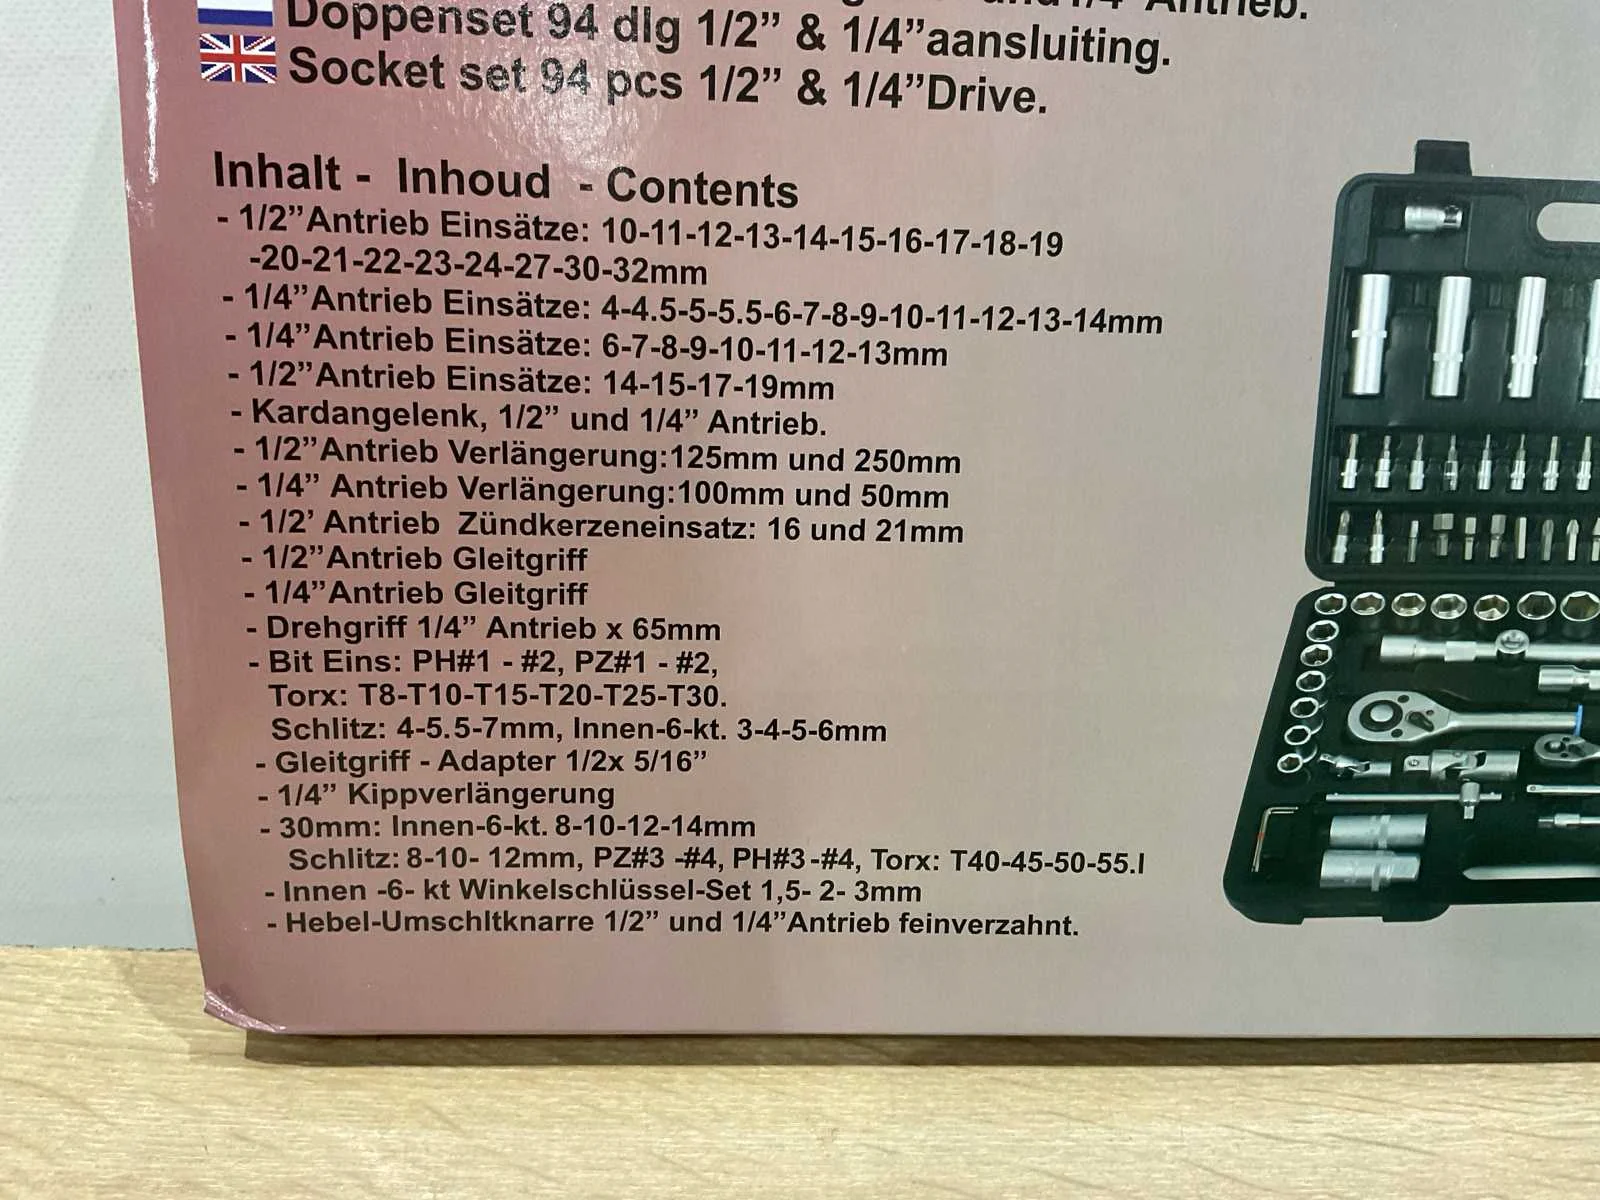 und 1/4" Antrieb.
Doppenset 94 dlg 1/2” & 1/4”aansluiting.
Socket set 94 pcs 1/2” & 1/4”Drive.
Inhalt - Inhoud - Contents
- 1/2”Antrieb Einsätze: 10-11-12-13-14-15-16-17-18-19
-20-21-22-23-24-27-30-32mm
- 1/4”Antrieb Einsätze: 4-4.5-5-5.5-6-7-8-9-10-11-12-13-14mm
- 1/4”Antrieb Einsätze: 6-7-8-9-10-11-12-13mm
- 1/2”Antrieb Einsätze: 14-15-17-19mm
- Kardangelenk, 1/2” und 1/4” Antrieb.
- 1/2”Antrieb Verlängerung:125mm und 250mm
- 1/4” Antrieb Verlängerung:100mm und 50mm
- 1/2’ Antrieb Zündkerzeneinsatz: 16 und 21mm
- 1/2”Antrieb Gleitgriff
- 1/4”Antrieb Gleitgriff
- Drehgriff 1/4” Antrieb x 65mm
- Bit Eins: PH#1 - #2, PZ#1 - #2,
Torx: T8-T10-T15-T20-T25-T30.
Schlitz: 4-5.5-7mm, Innen-6-kt. 3-4-5-6mm
- Gleitgriff - Adapter 1/2x 5/16”
- 1/4” Kippverlängerung
- 30mm: Innen-6-kt. 8-10-12-14mm
Schlitz: 8-10- 12mm, PZ#3 -#4, PH#3-#4, Torx: T40-45-50-55.I
- Innen -6- kt Winkelschlüssel-Set 1,5- 2- 3mm
- Hebel-Umschltknarre 1/2” und 1/4”Antrieb feinverzahnt.